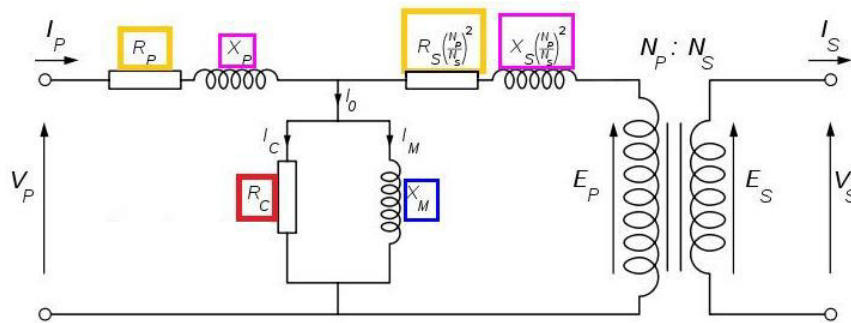 I_P
R_P
X_P
R_S(N_P/N_S)²
X_S(N_P/N_S)²
N_P : N_S
I_S
I_0
I_C
I_M
V_P
R_C
X_M
E_P
E_S
V_S